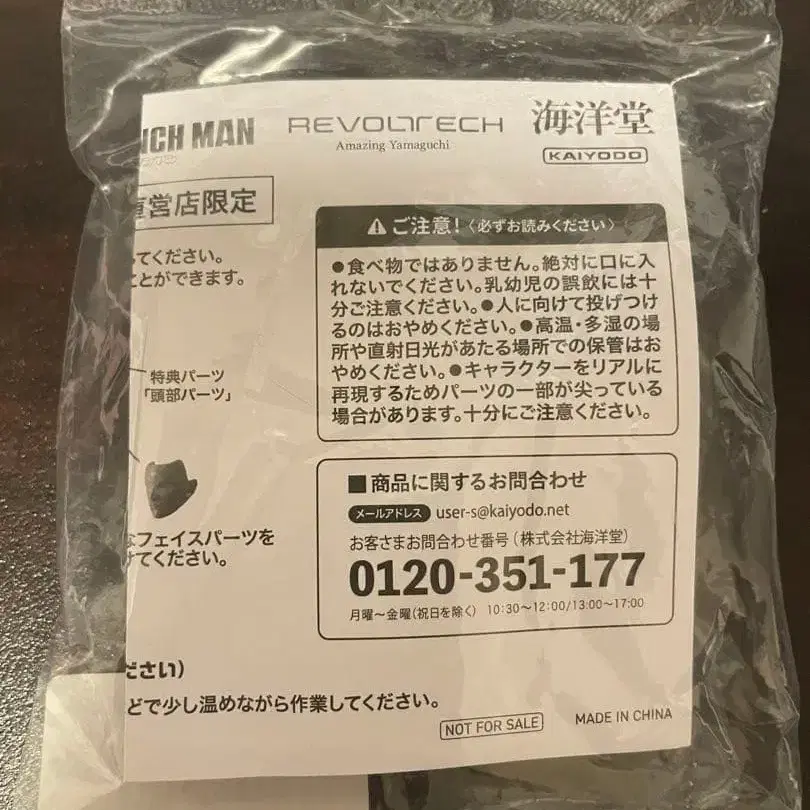 NCH MAN
REVOLTECH
Amazing Yamaguchi
海洋堂
KAIYODO
直営店限定
てください。
ことができます。
特典パーツ
「頭部パーツ」
なフェイスパーツを
けてください。
ださい）
どで少し温めながら作業してください。
ご注意!〈必ずお読みください〉
●食べ物ではありません。絶対に口に入
れないでください。乳幼児の誤飲には十
分ご注意ください。●人に向けて投げつけ
るのはおやめください。●高温・多湿の場
所や直射日光があたる場所での保管はお
やめください。●キャラクターをリアルに
再現するためパーツの一部が尖っている
場合があります。十分にご注意ください。
■商品に関するお問合わせ
メールアドレス user-s@kaiyodo.net
お客さまお問合わせ番号（株式会社海洋堂）
0120-351-177
月曜～金曜（祝日を除く） 10:30～12:00/13:00～17:00
NOT FOR SALE
MADE IN CHINA